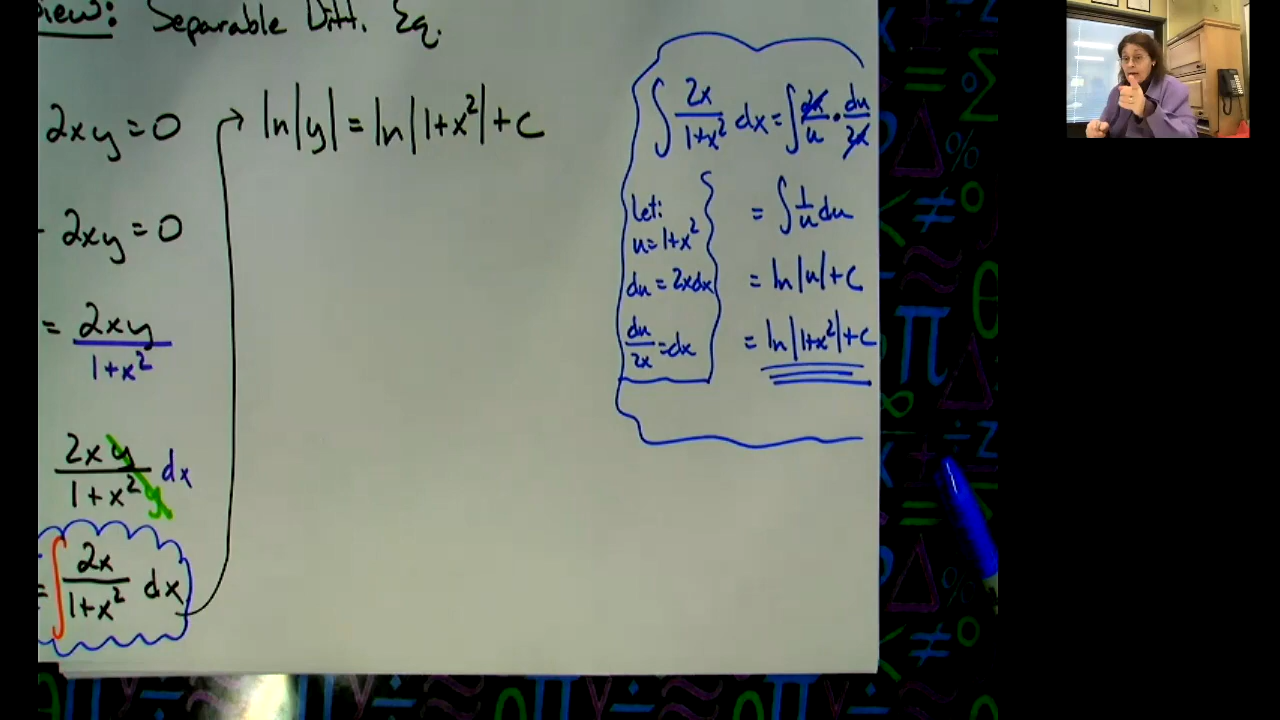 view: Separable Diff. Eq.
2xy = 0
- 2xy = 0
= 2xy / 1+x²
2xy / 1+x² y dx
= ∫ 2x / 1+x² dx
ln|y| = ln|1+x²| + c
∫ 2x / 1+x² dx = ∫ 2x / u · du / 2x
let:
u = 1+x²
du = 2xdx
du / 2x = dx
= ∫ 1/u du
= ln|u| + c
= ln|1+x²| + c